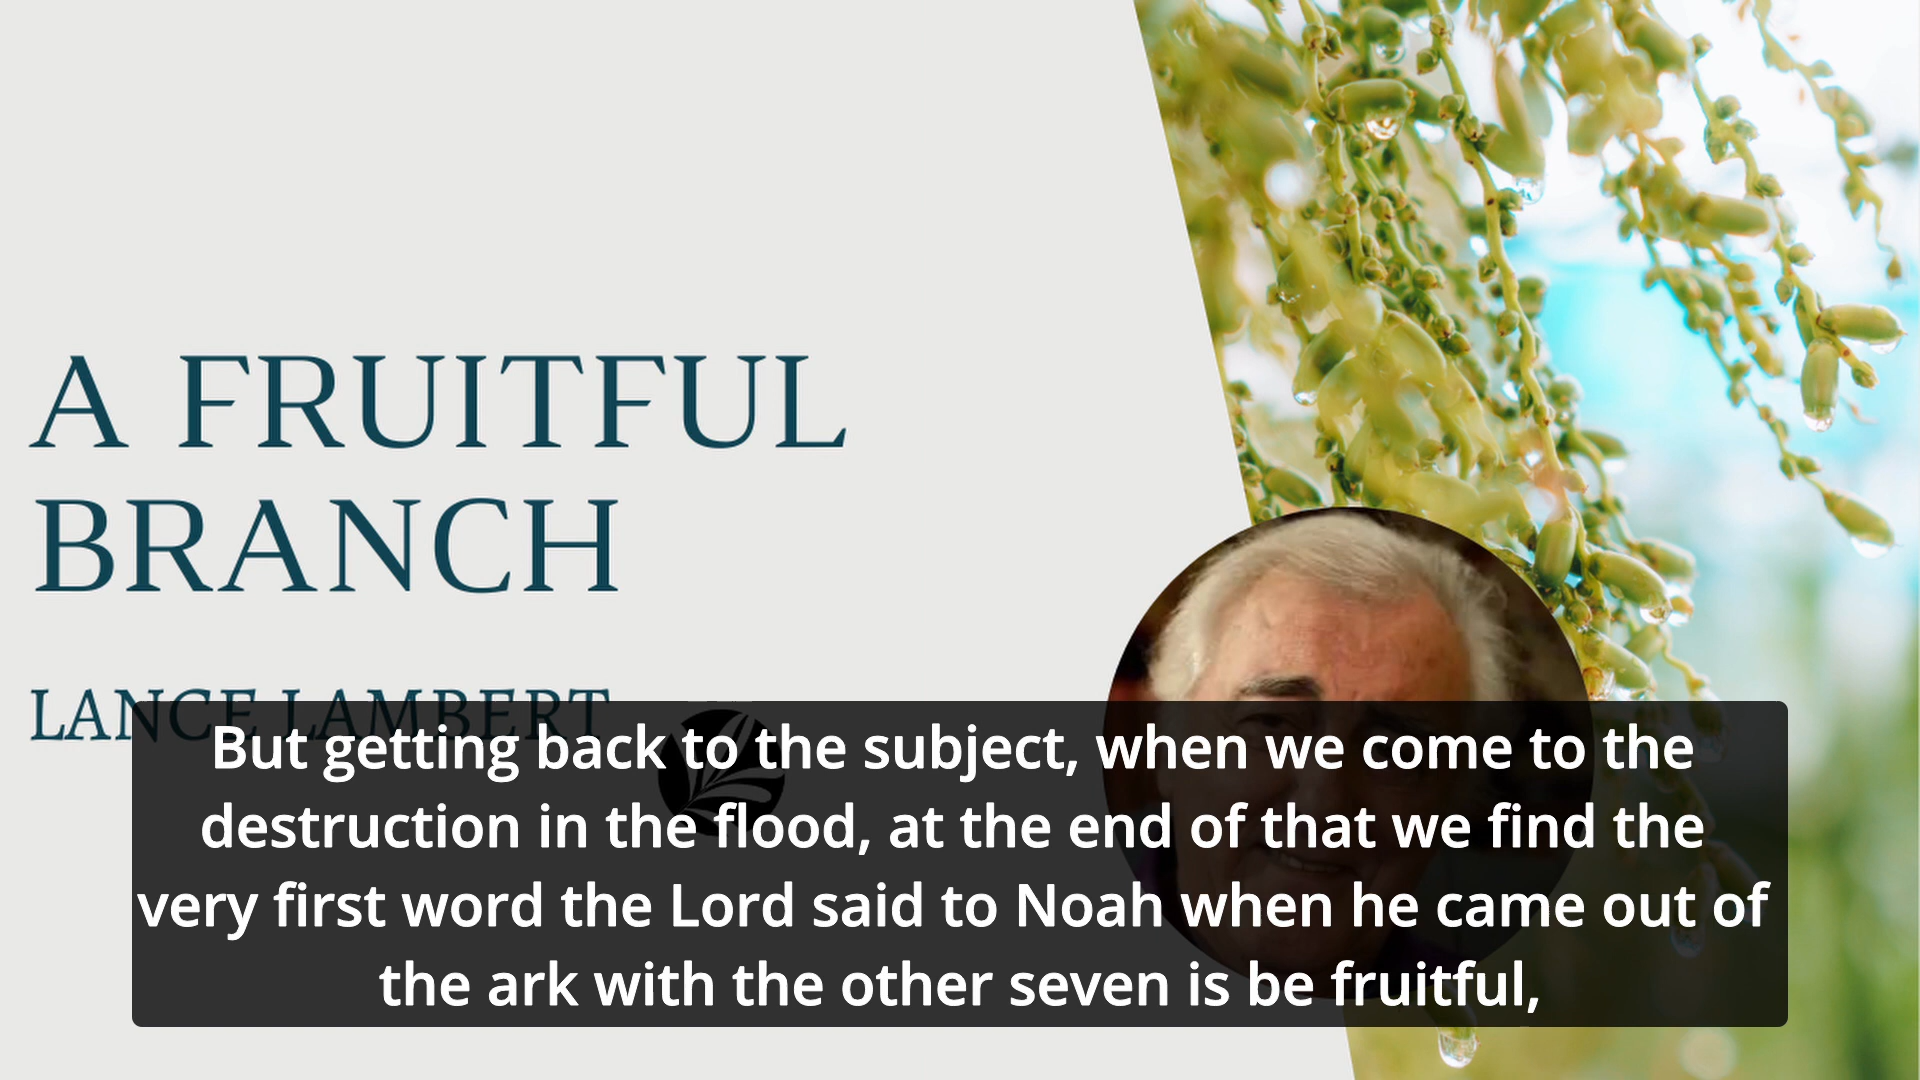 A FRUITFUL
BRANCH
LANCE LAMBERT
But getting back to the subject, when we come to the
destruction in the flood, at the end of that we find the
very first word the Lord said to Noah when he came out of
the ark with the other seven is be fruitful,